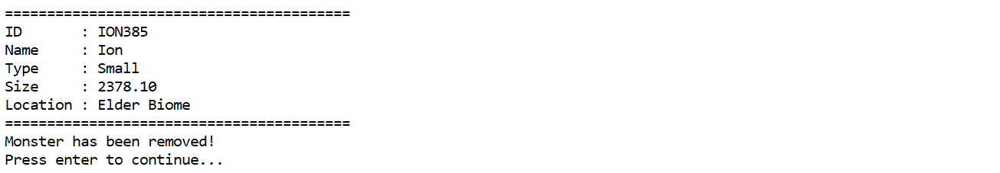 =========================================
ID       : ION385
Name     : Ion
Type     : Small
Size     : 2378.10
Location : Elder Biome
=========================================
Monster has been removed!
Press enter to continue...